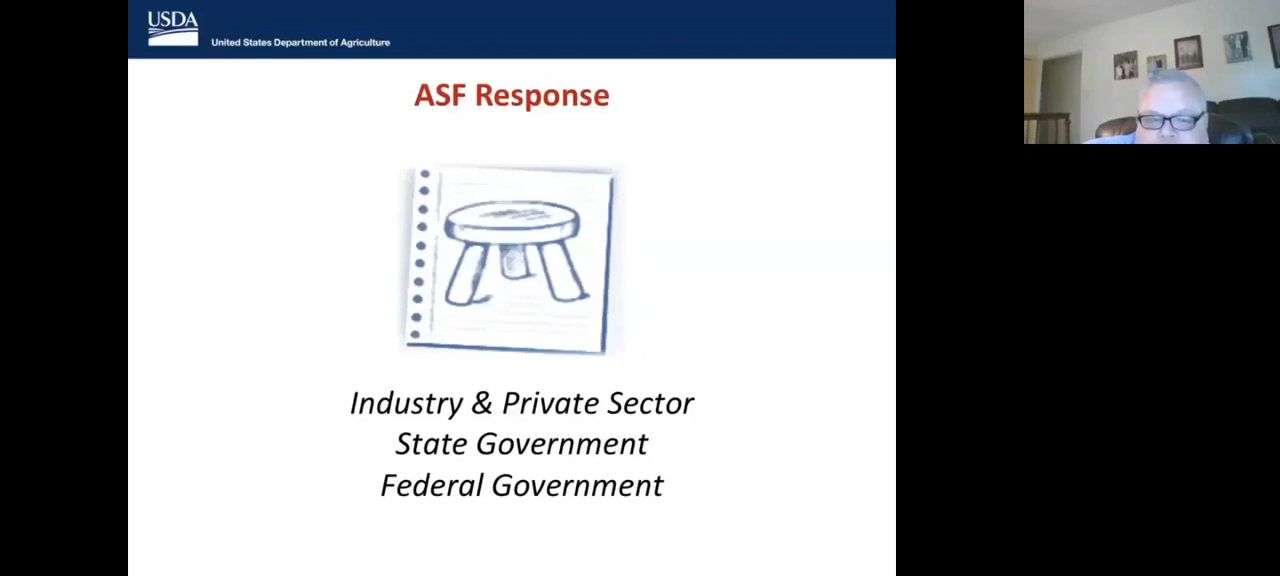 USDA
United States Department of Agriculture
ASF Response
Industry & Private Sector
State Government
Federal Government